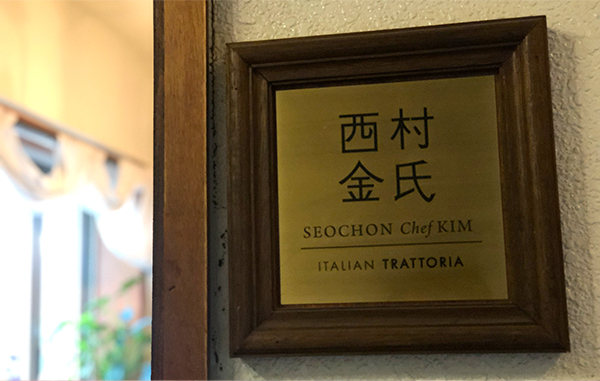 西村
金氏
SEOCHON Chef KIM
ITALIAN TRATTORIA